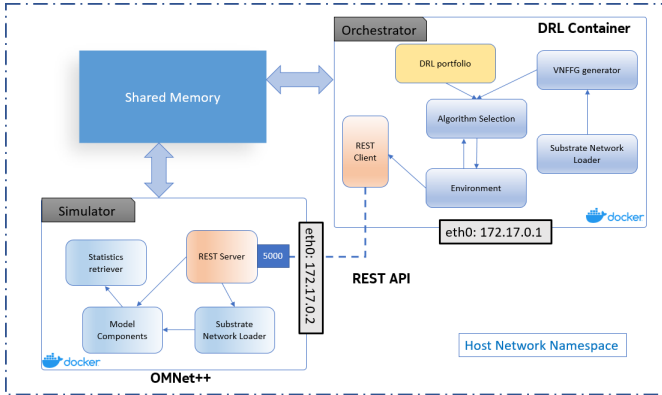 Orchestrator
DRL Container
DRL portfolio
VNFFG generator
Shared Memory
Algorithm Selection
REST
Client
Substrate Network
Loader
Environment
docker
eth0: 172.17.0.1
Simulator
eth0: 172.17.0.2
Statistics
retriever
REST Server
5000
REST API
Model
Components
Substrate
Network Loader
docker
OMNet++
Host Network Namespace